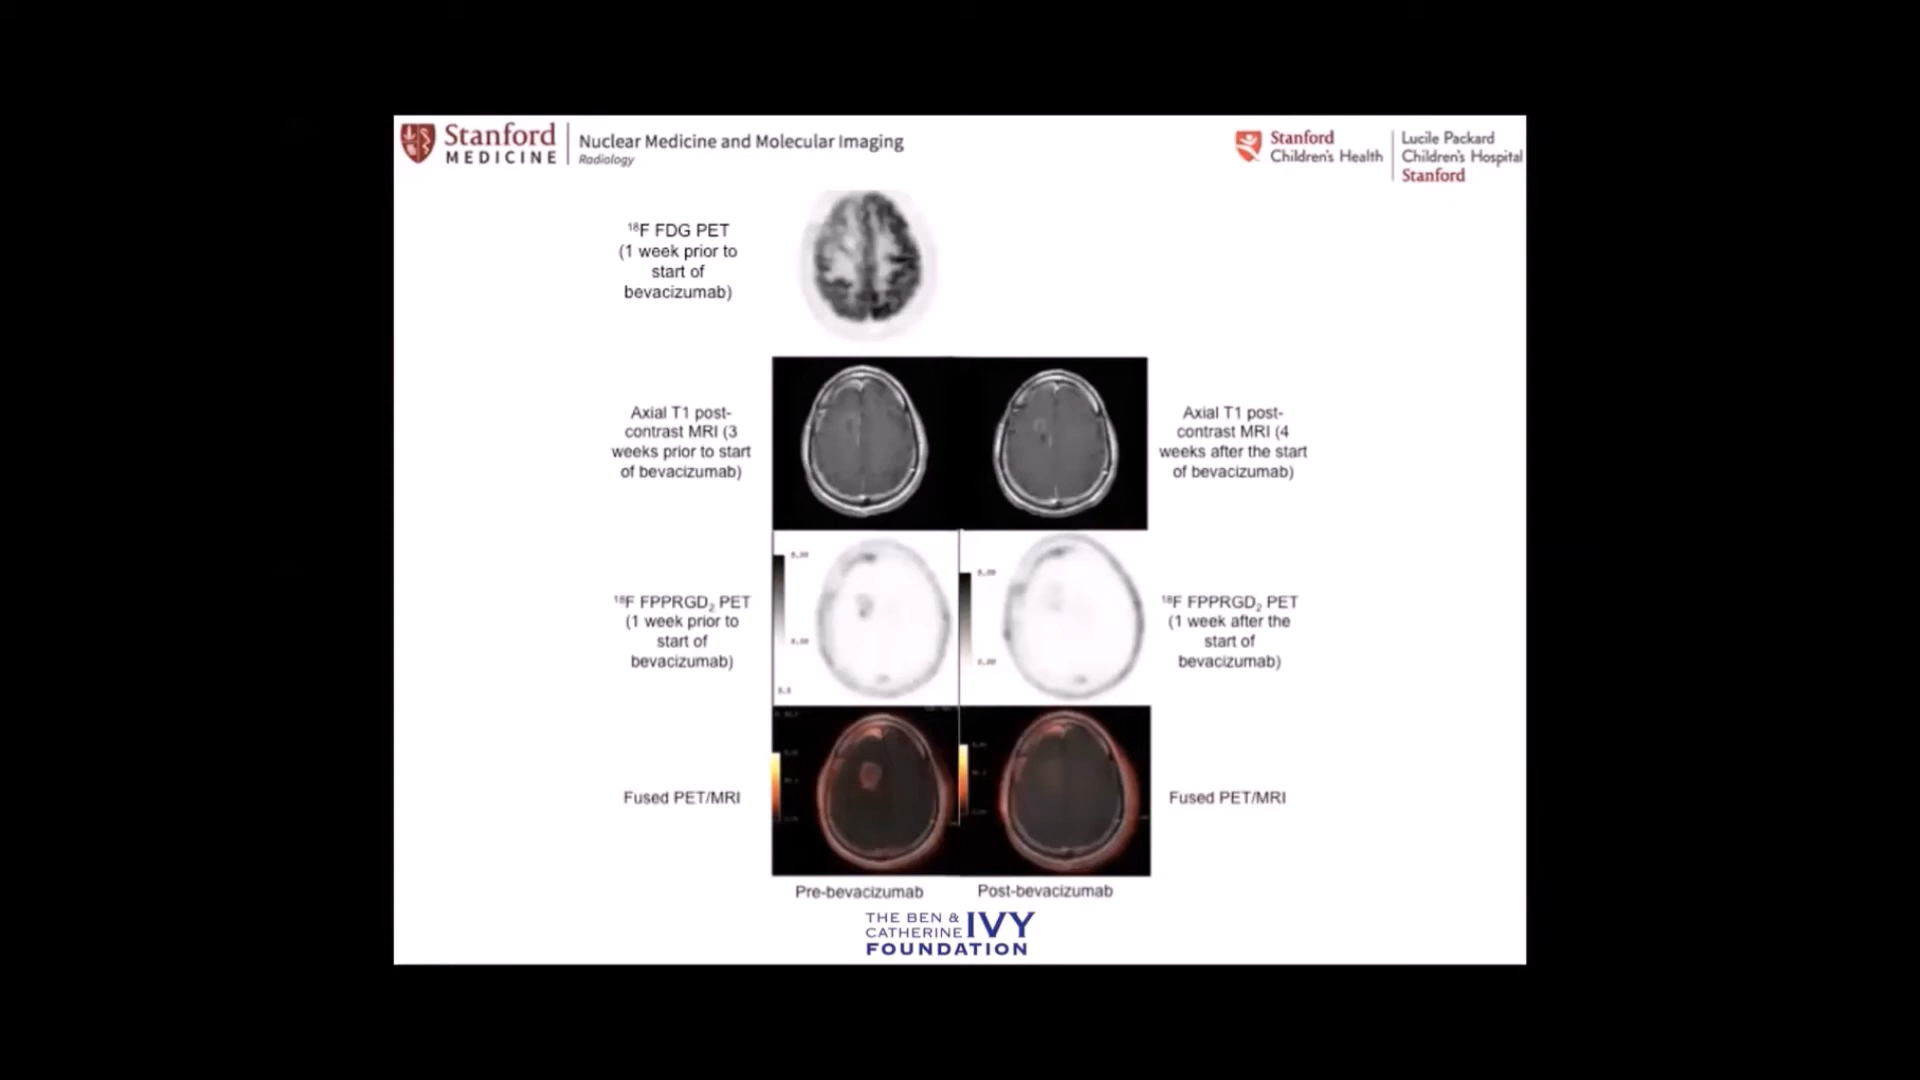 Stanford
MEDICINE
Nuclear Medicine and Molecular Imaging
Radiology
Stanford
Children's Health
Lucile Packard
Children's Hospital
Stanford
¹⁸F FDG PET
(1 week prior to
start of
bevacizumab)
Axial T1 post-
contrast MRI (3
weeks prior to start
of bevacizumab)
Axial T1 post-
contrast MRI (4
weeks after the start
of bevacizumab)
¹⁸F FPPRGD₂ PET
(1 week prior to
start of
bevacizumab)
¹⁸F FPPRGD₂ PET
(1 week after the
start of
bevacizumab)
Fused PET/MRI
Fused PET/MRI
Pre-bevacizumab
Post-bevacizumab
THE BEN &
CATHERINE IVY
FOUNDATION